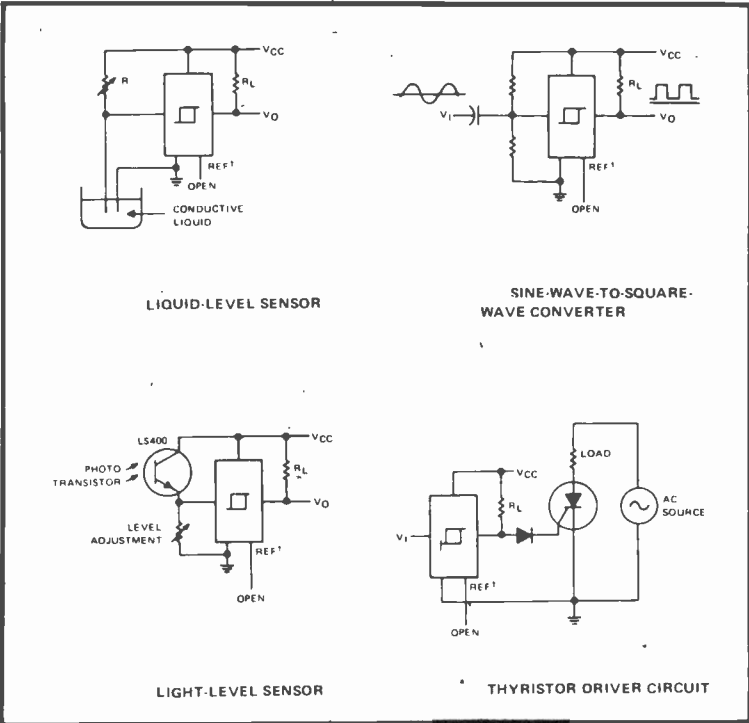 VCC
R
RL
VO
REF†
OPEN
CONDUCTIVE
LIQUID
LIQUID-LEVEL SENSOR
VCC
RL
VI
VO
REF†
OPEN
SINE-WAVE-TO-SQUARE-
WAVE CONVERTER
LS400
VCC
PHOTO
TRANSISTOR
RL
VO
LEVEL
ADJUSTMENT
REF†
OPEN
LIGHT-LEVEL SENSOR
LOAD
VCC
RL
AC
SOURCE
VI
REF†
OPEN
THYRISTOR DRIVER CIRCUIT